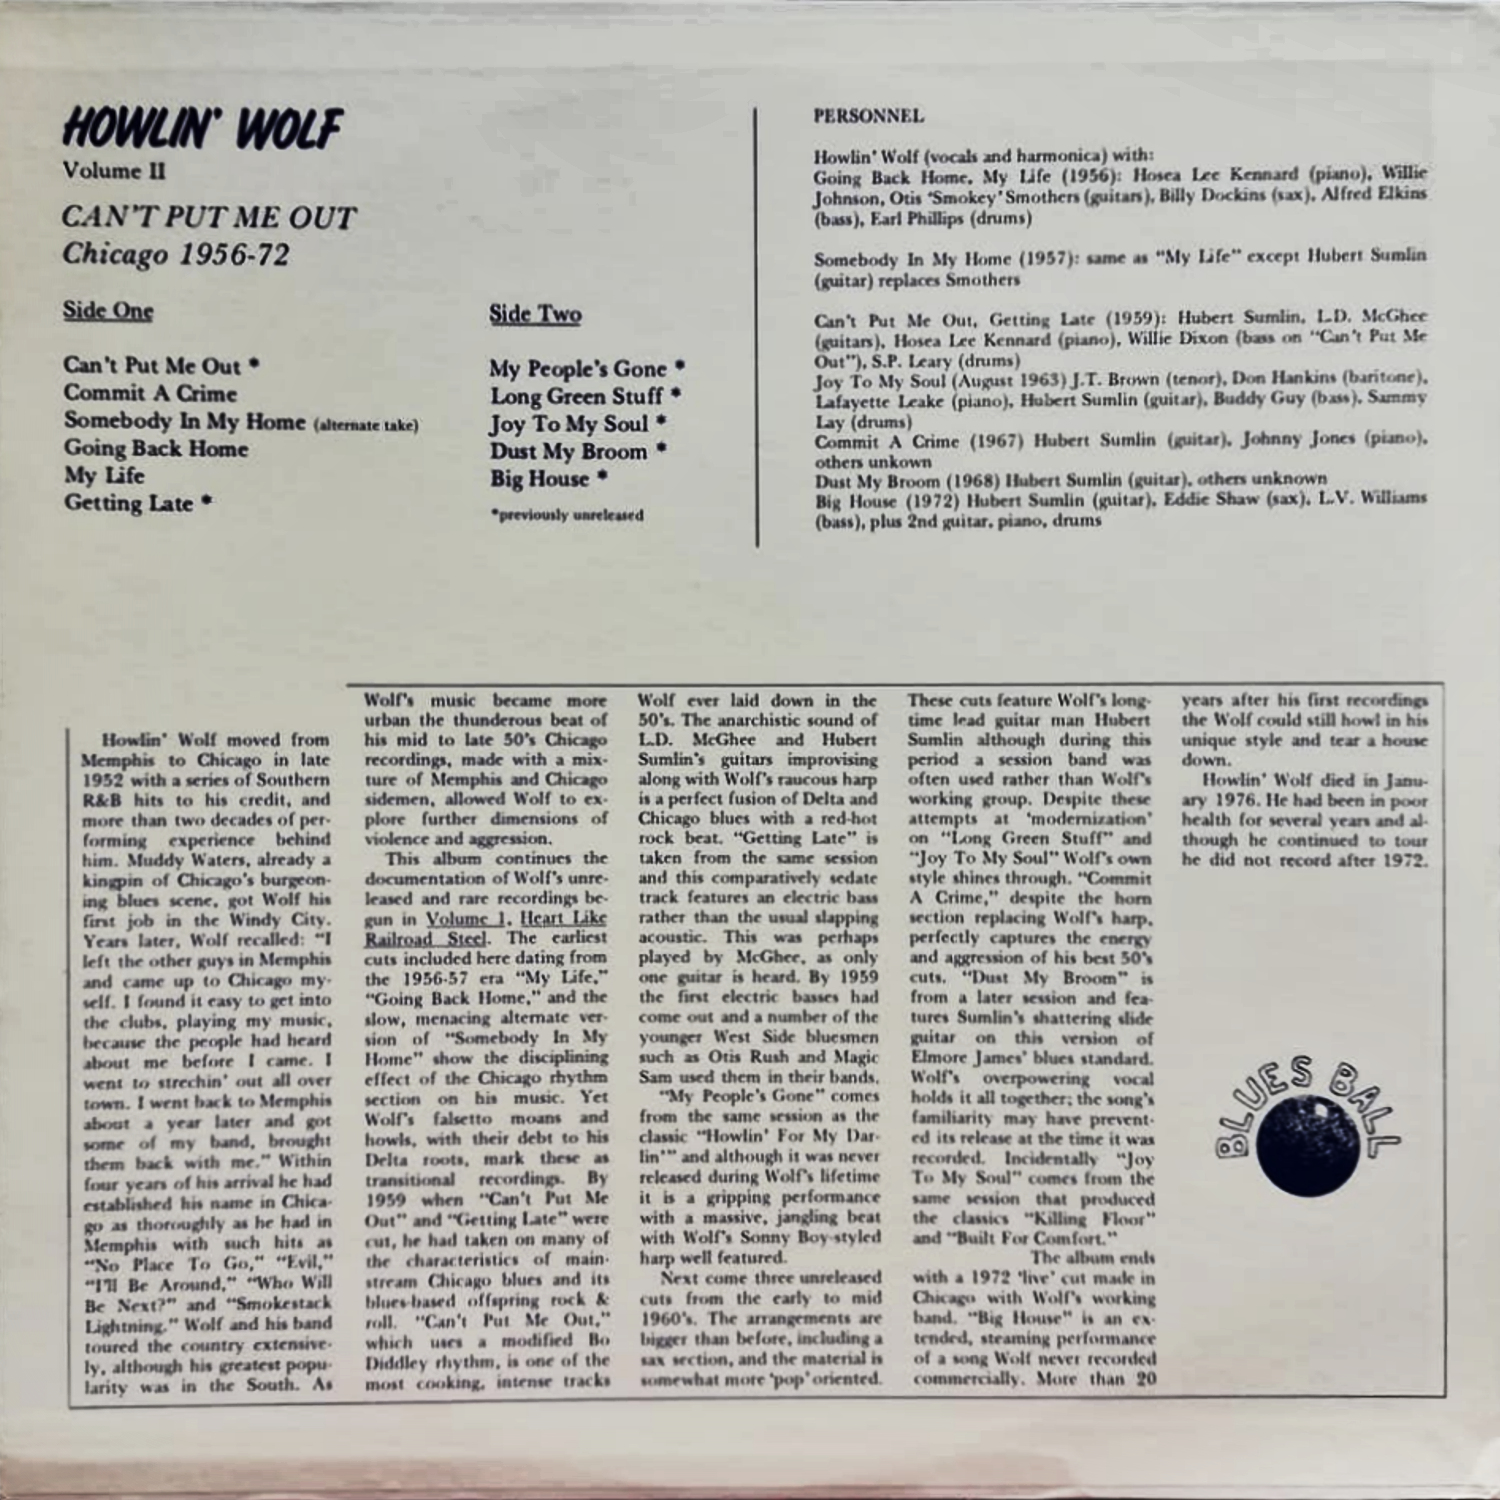 HOWLIN' WOLF
Volume II
CAN'T PUT ME OUT
Chicago 1956-72
Side One
Can't Put Me Out *
Commit A Crime
Somebody In My Home (alternate take)
Going Back Home
My Life
Getting Late *
Side Two
My People's Gone *
Long Green Stuff *
Joy To My Soul *
Dust My Broom *
Big House *
*previously unreleased
PERSONNEL
Howlin' Wolf (vocals and harmonica) with:
Going Back Home, My Life (1956): Hosea Lee Kennard (piano), Willie
Johnson, Otis 'Smokey' Smothers (guitars), Billy Dockins (sax), Alfred Elkins
(bass), Earl Phillips (drums)
Somebody In My Home (1957): same as "My Life" except Hubert Sumlin
(guitar) replaces Smothers
Can't Put Me Out, Getting Late (1959): Hubert Sumlin, L.D. McGhee
(guitars), Hosea Lee Kennard (piano), Willie Dixon (bass on "Can't Put Me
Out"), S.P. Leary (drums)
Joy To My Soul (August 1963) J.T. Brown (tenor), Don Hankins (baritone),
Lafayette Leake (piano), Hubert Sumlin (guitar), Buddy Guy (bass), Sammy
Lay (drums)
Commit A Crime (1967) Hubert Sumlin (guitar), Johnny Jones (piano),
others unkown
Dust My Broom (1968) Hubert Sumlin (guitar), others unknown
Big House (1972) Hubert Sumlin (guitar), Eddie Shaw (sax), L.V. Williams
(bass), plus 2nd guitar, piano, drums
Howlin' Wolf moved from
Memphis to Chicago in late
1952 with a series of Southern
R&B hits to his credit, and
more than two decades of per-
forming experience behind
him. Muddy Waters, already a
kingpin of Chicago's burgeon-
ing blues scene, got Wolf his
first job in the Windy City.
Years later, Wolf recalled: "I
left the other guys in Memphis
and came up to Chicago my-
self. I found it easy to get into
the clubs, playing my music,
because the people had heard
about me before I came. I
went to strechin' out all over
town. I went back to Memphis
about a year later and got
some of my band, brought
them back with me." Within
four years of his arrival he had
established his name in Chica-
go as thoroughly as he had in
Memphis with such hits as
"No Place To Go," "Evil,"
"I'll Be Around," "Who Will
Be Next?" and "Smokestack
Lightning." Wolf and his band
toured the country extensive-
ly, although his greatest popu-
larity was in the South. As
Wolf's music became more
urban the thunderous beat of
his mid to late 50's Chicago
recordings, made with a mix-
ture of Memphis and Chicago
sidemen, allowed Wolf to ex-
plore further dimensions of
violence and aggression.
This album continues the
documentation of Wolf's unre-
leased and rare recordings be-
gun in Volume 1, Heart Like
Railroad Steel. The earliest
cuts included here dating from
the 1956-57 era "My Life,"
"Going Back Home," and the
slow, menacing alternate ver-
sion of "Somebody In My
Home" show the disciplining
effect of the Chicago rhythm
section on his music. Yet
Wolf's falsetto moans and
howls, with their debt to his
Delta roots, mark these as
transitional recordings. By
1959 when "Can't Put Me
Out" and "Getting Late" were
cut, he had taken on many of
the characteristics of main-
stream Chicago blues and its
blues-based offspring rock &
roll. "Can't Put Me Out,"
which uses a modified Bo
Diddley rhythm, is one of the
most cooking, intense tracks
Wolf ever laid down in the
50's. The anarchistic sound of
L.D. McGhee and Hubert
Sumlin's guitars improvising
along with Wolf's raucous harp
is a perfect fusion of Delta and
Chicago blues with a red-hot
rock beat. "Getting Late" is
taken from the same session
and this comparatively sedate
track features an electric bass
rather than the usual slapping
acoustic. This was perhaps
played by McGhee, as only
one guitar is heard. By 1959
the first electric basses had
come out and a number of the
younger West Side bluesmen
such as Otis Rush and Magic
Sam used them in their bands.
"My People's Gone" comes
from the same session as the
classic "Howlin' For My Dar-
lin'" and although it was never
released during Wolf's lifetime
it is a gripping performance
with a massive, jangling beat
with Wolf's Sonny Boy-styled
harp well featured.
Next come three unreleased
cuts from the early to mid
1960's. The arrangements are
bigger than before, including a
sax section, and the material is
somewhat more 'pop' oriented.
These cuts feature Wolf's long-
time lead guitar man Hubert
Sumlin although during this
period a session band was
often used rather than Wolf's
working group. Despite these
attempts at 'modernization'
on "Long Green Stuff" and
"Joy To My Soul" Wolf's own
style shines through. "Commit
A Crime," despite the horn
section replacing Wolf's harp,
perfectly captures the energy
and aggression of his best 50's
cuts. "Dust My Broom" is
from a later session and fea-
tures Sumlin's shattering slide
guitar on this version of
Elmore James' blues standard.
Wolf's overpowering vocal
holds it all together; the song's
familiarity may have prevent-
ed its release at the time it was
recorded. Incidentally "Joy
To My Soul" comes from the
same session that produced
the classics "Killing Floor"
and "Built For Comfort."
The album ends
with a 1972 'live' cut made in
Chicago with Wolf's working
band. "Big House" is an ex-
tended, steaming performance
of a song Wolf never recorded
commercially. More than 20
years after his first recordings
the Wolf could still howl in his
unique style and tear a house
down.
Howlin' Wolf died in Janu-
ary 1976. He had been in poor
health for several years and al-
though he continued to tour
he did not record after 1972.
BLUES BALL